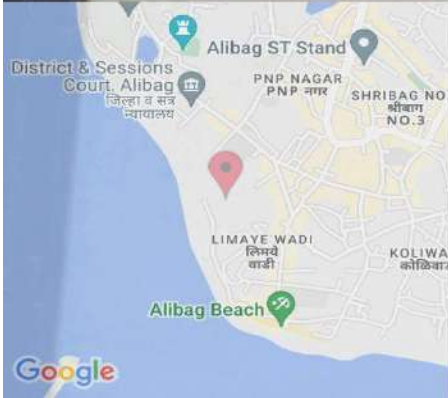 Alibag ST Stand
District & Sessions
Court, Alibag
जिल्हा व सत्र
न्यायालय
PNP NAGAR
PNP नगर
SHRIBAG NO
श्रीबाग
NO.3
LIMAYE WADI
लिमये
वाडी
KOLIWA
कोळिवाड
Alibag Beach
Google